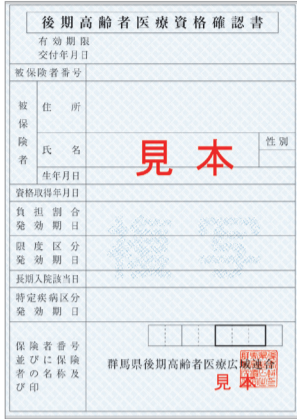 後期高齢者医療資格確認書
有効期限
交付年月日
被保険者番号
被保険者
住所
氏名
性別
生年月日
見本
資格取得年月日
負担割合
発効期日
限度区分
発効期日
長期入院該当日
特定疾病区分
発効期日
保険者番号
並びに保険
者の名称及
び印
群馬県後期高齢者医療広域連合
見本